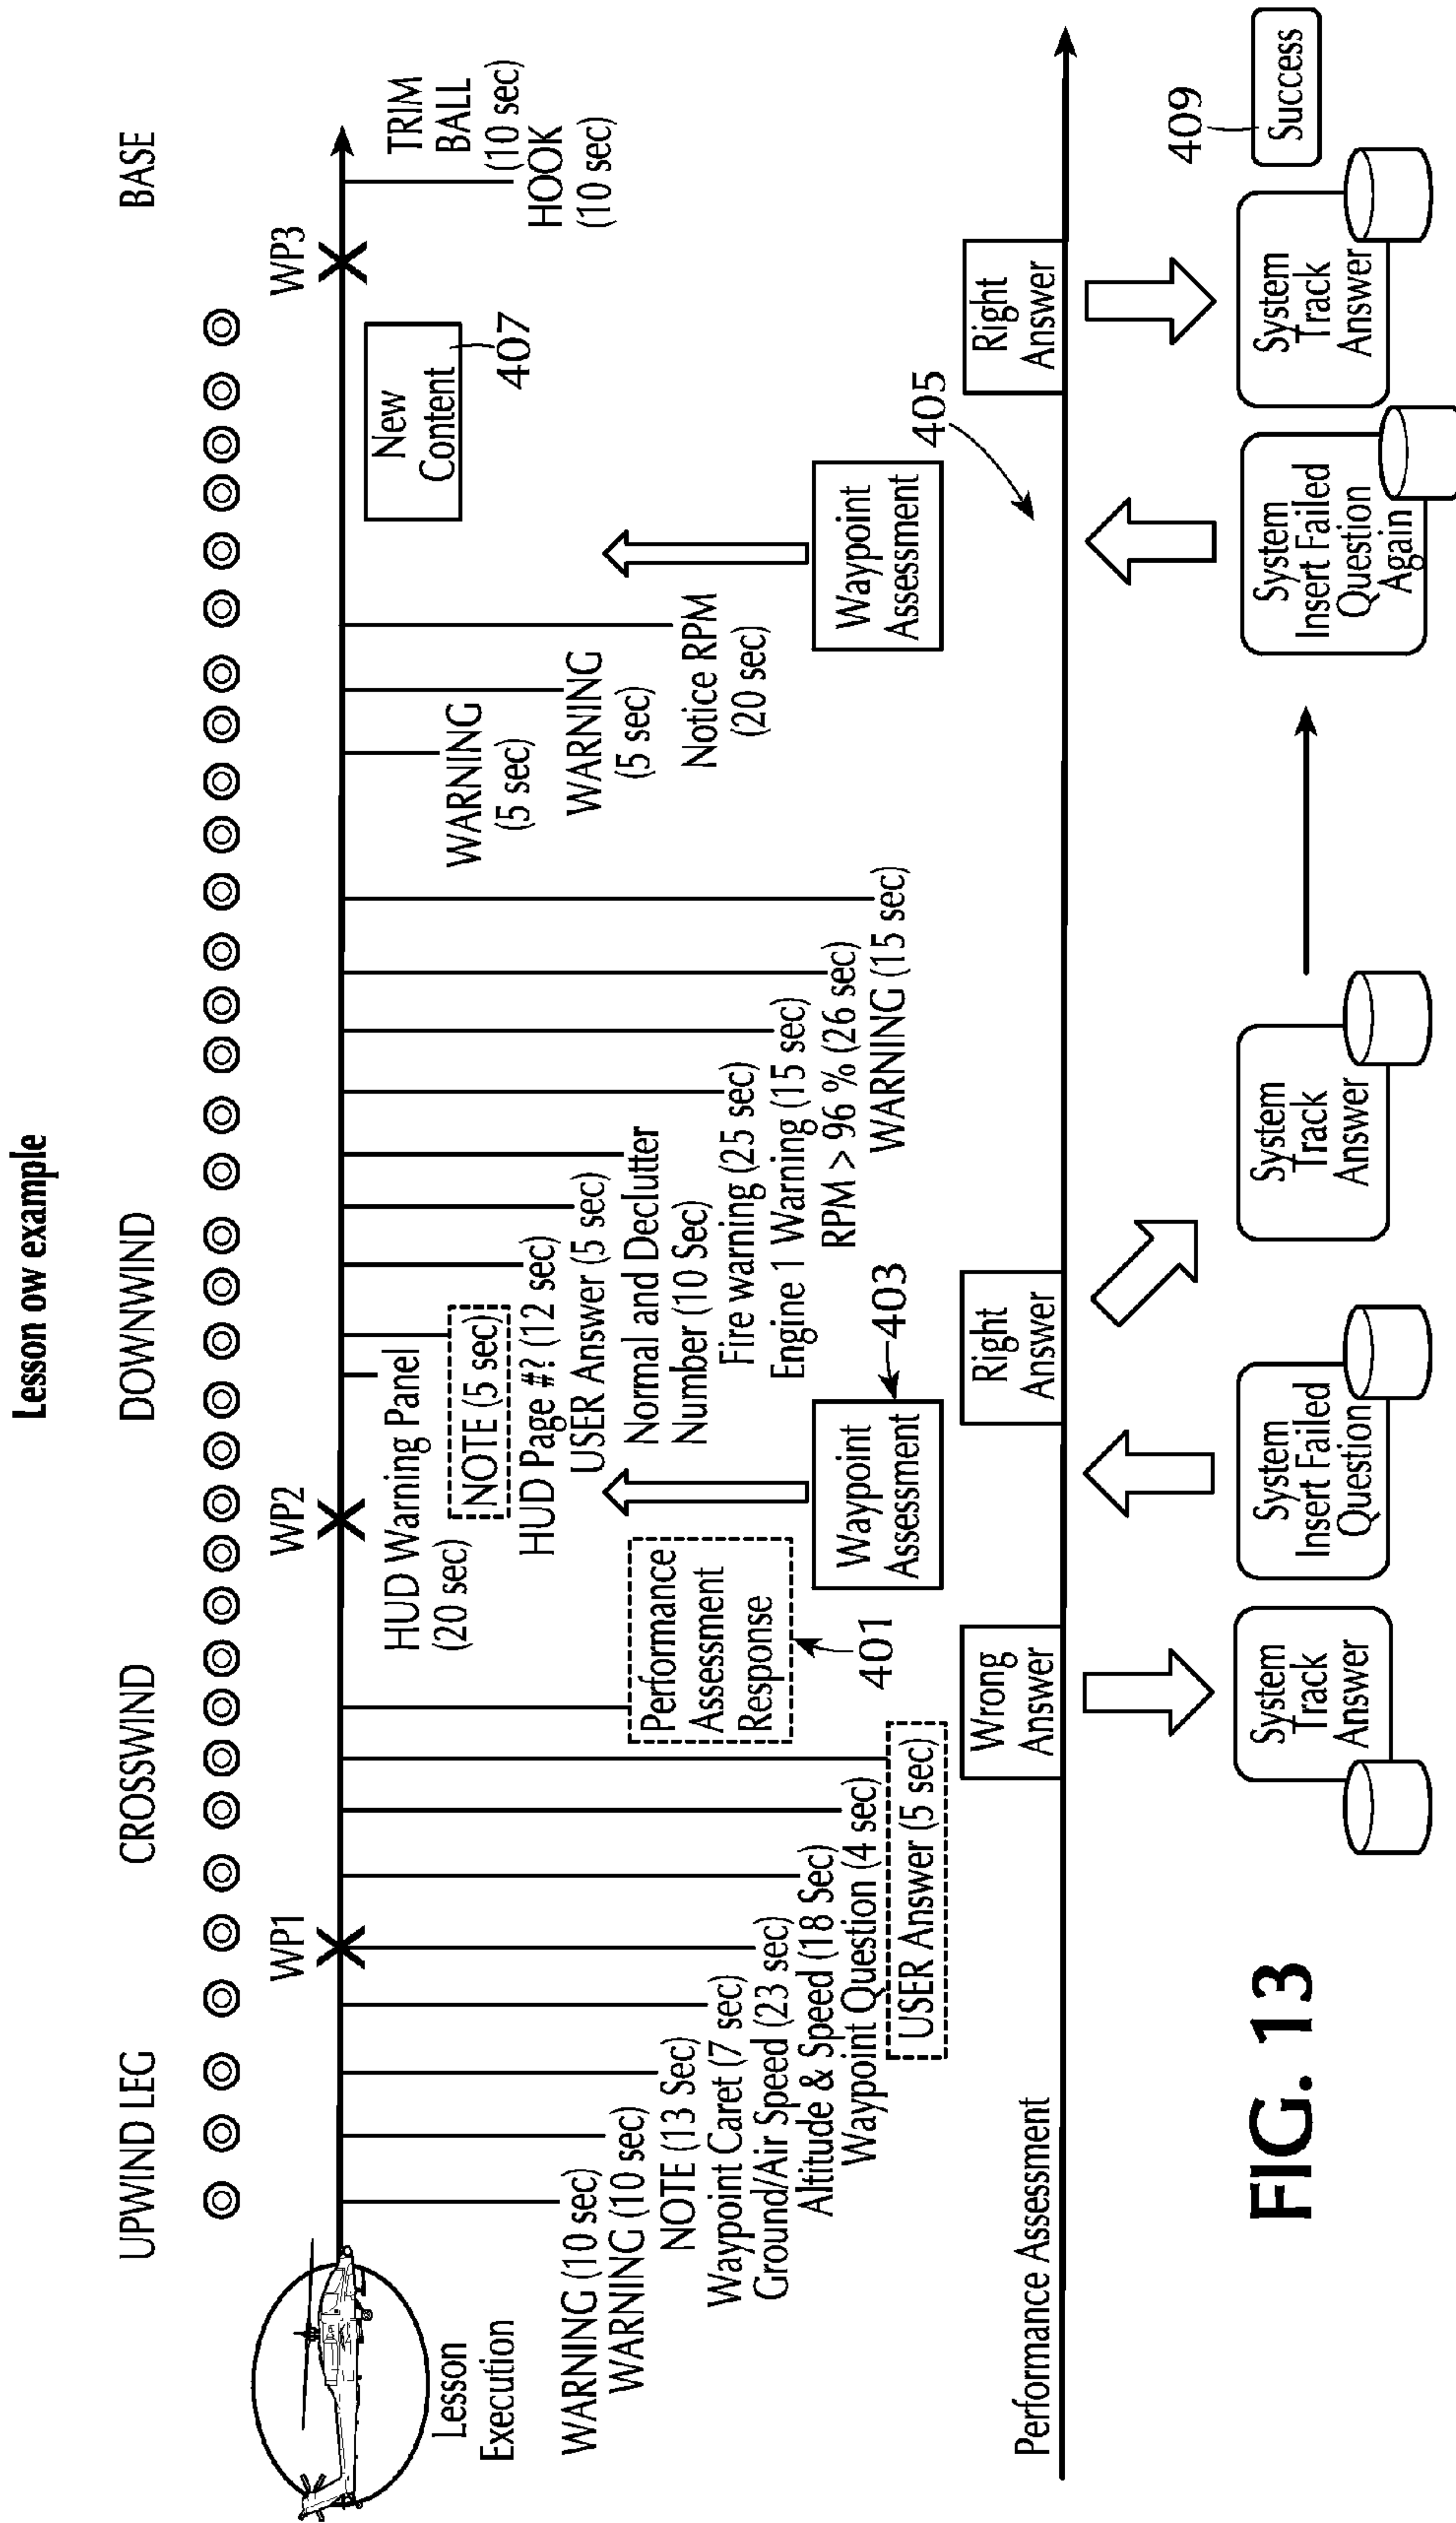 Lesson ow example
UPWIND LEG
CROSSWIND
DOWNWIND
BASE
WP1
WP2
WP3
Lesson
Execution
WARNING (10 sec)
WARNING (10 sec)
NOTE (13 Sec)
Waypoint Caret (7 sec)
Ground/Air Speed (23 sec)
Altitude & Speed (18 Sec)
Waypoint Question (4 sec)
USER Answer (5 sec)
Performance
Assessment
Response
401
HUD Warning Panel
(20 sec)
NOTE (5 sec)
HUD Page #? (12 sec)
USER Answer (5 sec)
Normal and Declutter
Number (10 Sec)
Fire warning (25 sec)
Engine 1 Warning (15 sec)
RPM > 96 % (26 sec)
WARNING (15 sec)
Waypoint
Assessment
403
WARNING
(5 sec)
WARNING
(5 sec)
Notice RPM
(20 sec)
Waypoint
Assessment
New
Content
407
TRIM
BALL
(10 sec)
HOOK
(10 sec)
Performance Assessment
Wrong
Answer
Right
Answer
405
Right
Answer
System
Track
Answer
System
Insert Failed
Question
System
Track
Answer
System
Insert Failed
Question
Again
System
Track
Answer
409
Success
FIG. 13